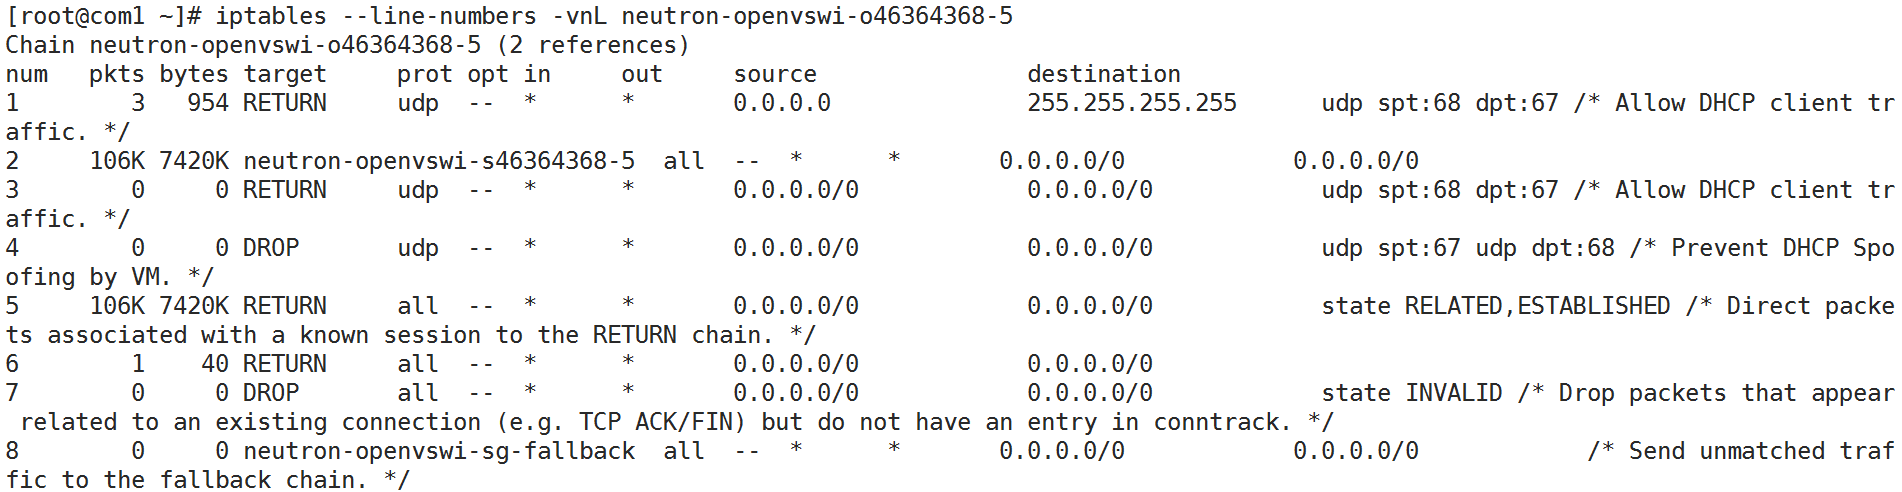 [root@com1 ~]# iptables --line-numbers -vnL neutron-openvswi-o46364368-5
Chain neutron-openvswi-o46364368-5 (2 references)
num   pkts bytes target     prot opt in     out     source               destination
1        3   954 RETURN     udp  --  *      *       0.0.0.0              255.255.255.255      udp spt:68 dpt:67 /* Allow DHCP client tr
affic. */
2     106K 7420K neutron-openvswi-s46364368-5  all  --  *      *       0.0.0.0/0            0.0.0.0/0
3        0     0 RETURN     udp  --  *      *       0.0.0.0/0            0.0.0.0/0            udp spt:68 dpt:67 /* Allow DHCP client tr
affic. */
4        0     0 DROP       udp  --  *      *       0.0.0.0/0            0.0.0.0/0            udp spt:67 udp dpt:68 /* Prevent DHCP Spo
ofing by VM. */
5     106K 7420K RETURN     all  --  *      *       0.0.0.0/0            0.0.0.0/0            state RELATED,ESTABLISHED /* Direct packe
ts associated with a known session to the RETURN chain. */
6        1    40 RETURN     all  --  *      *       0.0.0.0/0            0.0.0.0/0
7        0     0 DROP       all  --  *      *       0.0.0.0/0            0.0.0.0/0            state INVALID /* Drop packets that appear
 related to an existing connection (e.g. TCP ACK/FIN) but do not have an entry in conntrack. */
8        0     0 neutron-openvswi-sg-fallback  all  --  *      *       0.0.0.0/0            0.0.0.0/0            /* Send unmatched traf
fic to the fallback chain. */